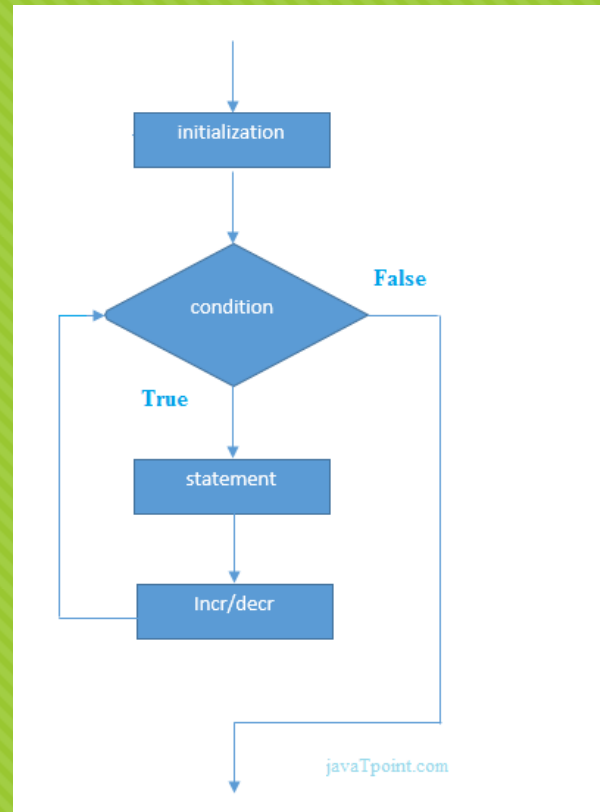 initialization
condition
False
True
statement
Incr/decr
javaTpoint.com